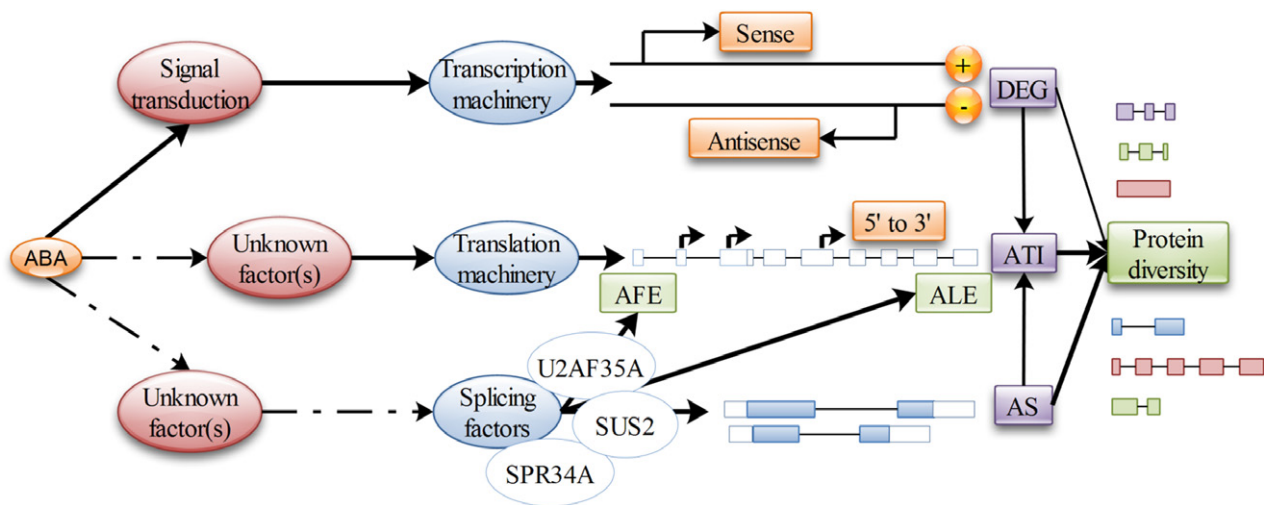 Signal
transduction
Transcription
machinery
Sense
+
-
Antisense
DEG
ABA
Unknown
factor(s)
Translation
machinery
5' to 3'
AFE
ALE
ATI
Protein
diversity
Unknown
factor(s)
Splicing
factors
U2AF35A
SUS2
SPR34A
AS